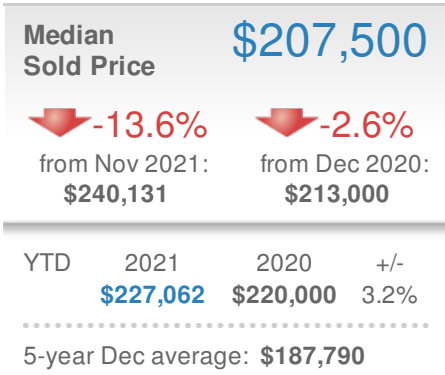 Median $207,500
Sold Price
-13.6% -2.6%
from Nov 2021: from Dec 2020:
$240,131 $213,000
YTD 2021 2020 +/-
$227,062 $220,000 3.2%
5-year Dec average: $187,790